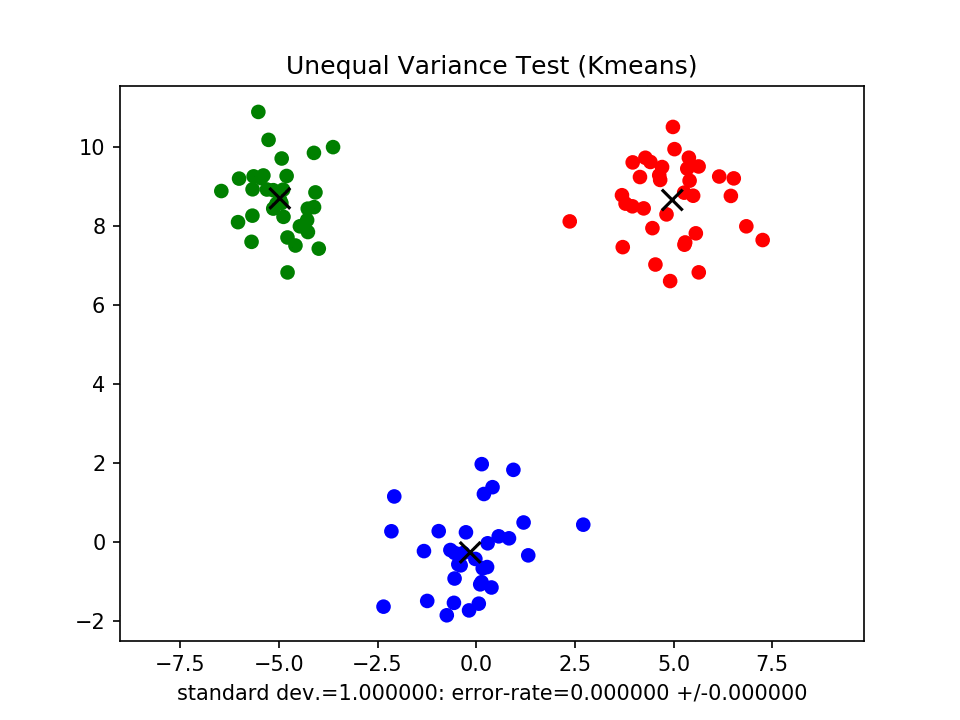 Unequal Variance Test (Kmeans)
10
8
6
4
2
0
−2
−7.5 −5.0 −2.5 0.0 2.5 5.0 7.5
standard dev.=1.000000: error-rate=0.000000 +/-0.000000